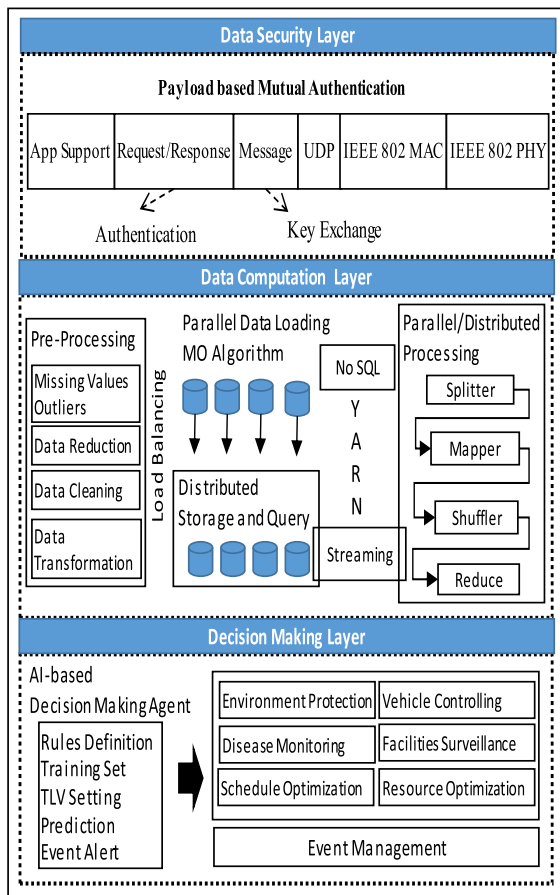 Data Security Layer
Payload based Mutual Authentication
App Support
Request/Response
Message
UDP
IEEE 802 MAC
IEEE 802 PHY
Authentication
Key Exchange
Data Computation Layer
Pre-Processing
Missing Values
Outliers
Data Reduction
Data Cleaning
Data
Transformation
Load Balancing
Parallel Data Loading
MO Algorithm
Distributed
Storage and Query
No SQL
Y
A
R
N
Streaming
Parallel/Distributed
Processing
Splitter
Mapper
Shuffler
Reduce
Decision Making Layer
AI-based
Decision Making Agent
Rules Definition
Training Set
TLV Setting
Prediction
Event Alert
Environment Protection
Vehicle Controlling
Disease Monitoring
Facilities Surveillance
Schedule Optimization
Resource Optimization
Event Management